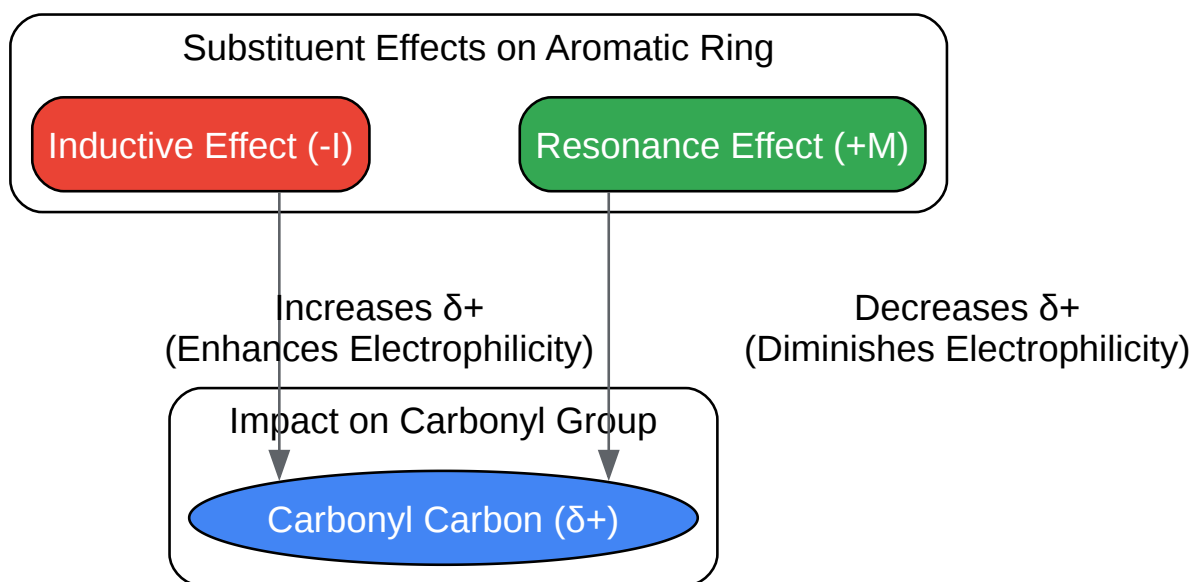 Substituent Effects on Aromatic Ring
Inductive Effect (-I)
Resonance Effect (+M)
Increases δ+
(Enhances Electrophilicity)
Decreases δ+
(Diminishes Electrophilicity)
Impact on Carbonyl Group
Carbonyl Carbon (δ+)